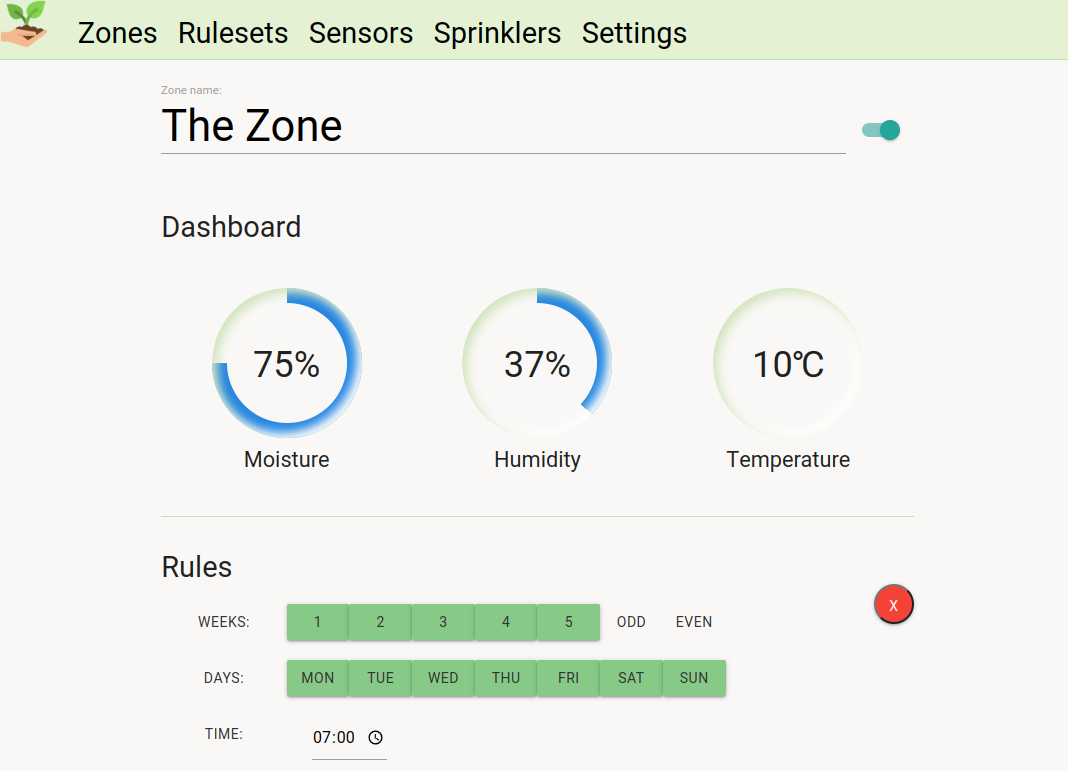 Zones Rulesets Sensors Sprinklers Settings
Zone name:
The Zone
Dashboard
75% 37% 10℃
Moisture Humidity Temperature
Rules
X
WEEKS: 1 2 3 4 5 ODD EVEN
DAYS: MON TUE WED THU FRI SAT SUN
TIME: 07:00